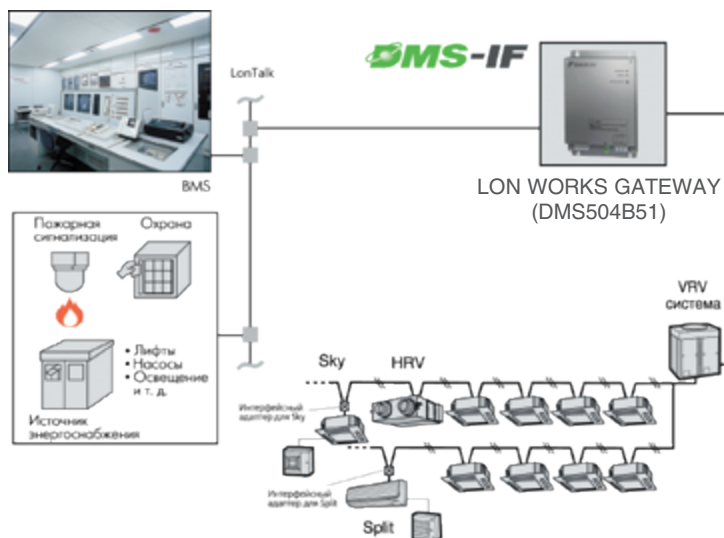 LonTalk
DMS-IF
BMS
LON WORKS GATEWAY
(DMS504B51)
Пожарная
сигнализация
Охрана
• Лифты
• Насосы
• Освещение
и т. д.
Источник
энергоснабжения
VRV
система
Sky
HRV
Интерфейсный
адаптер для Sky
Интерфейсный
адаптер для Split
Split